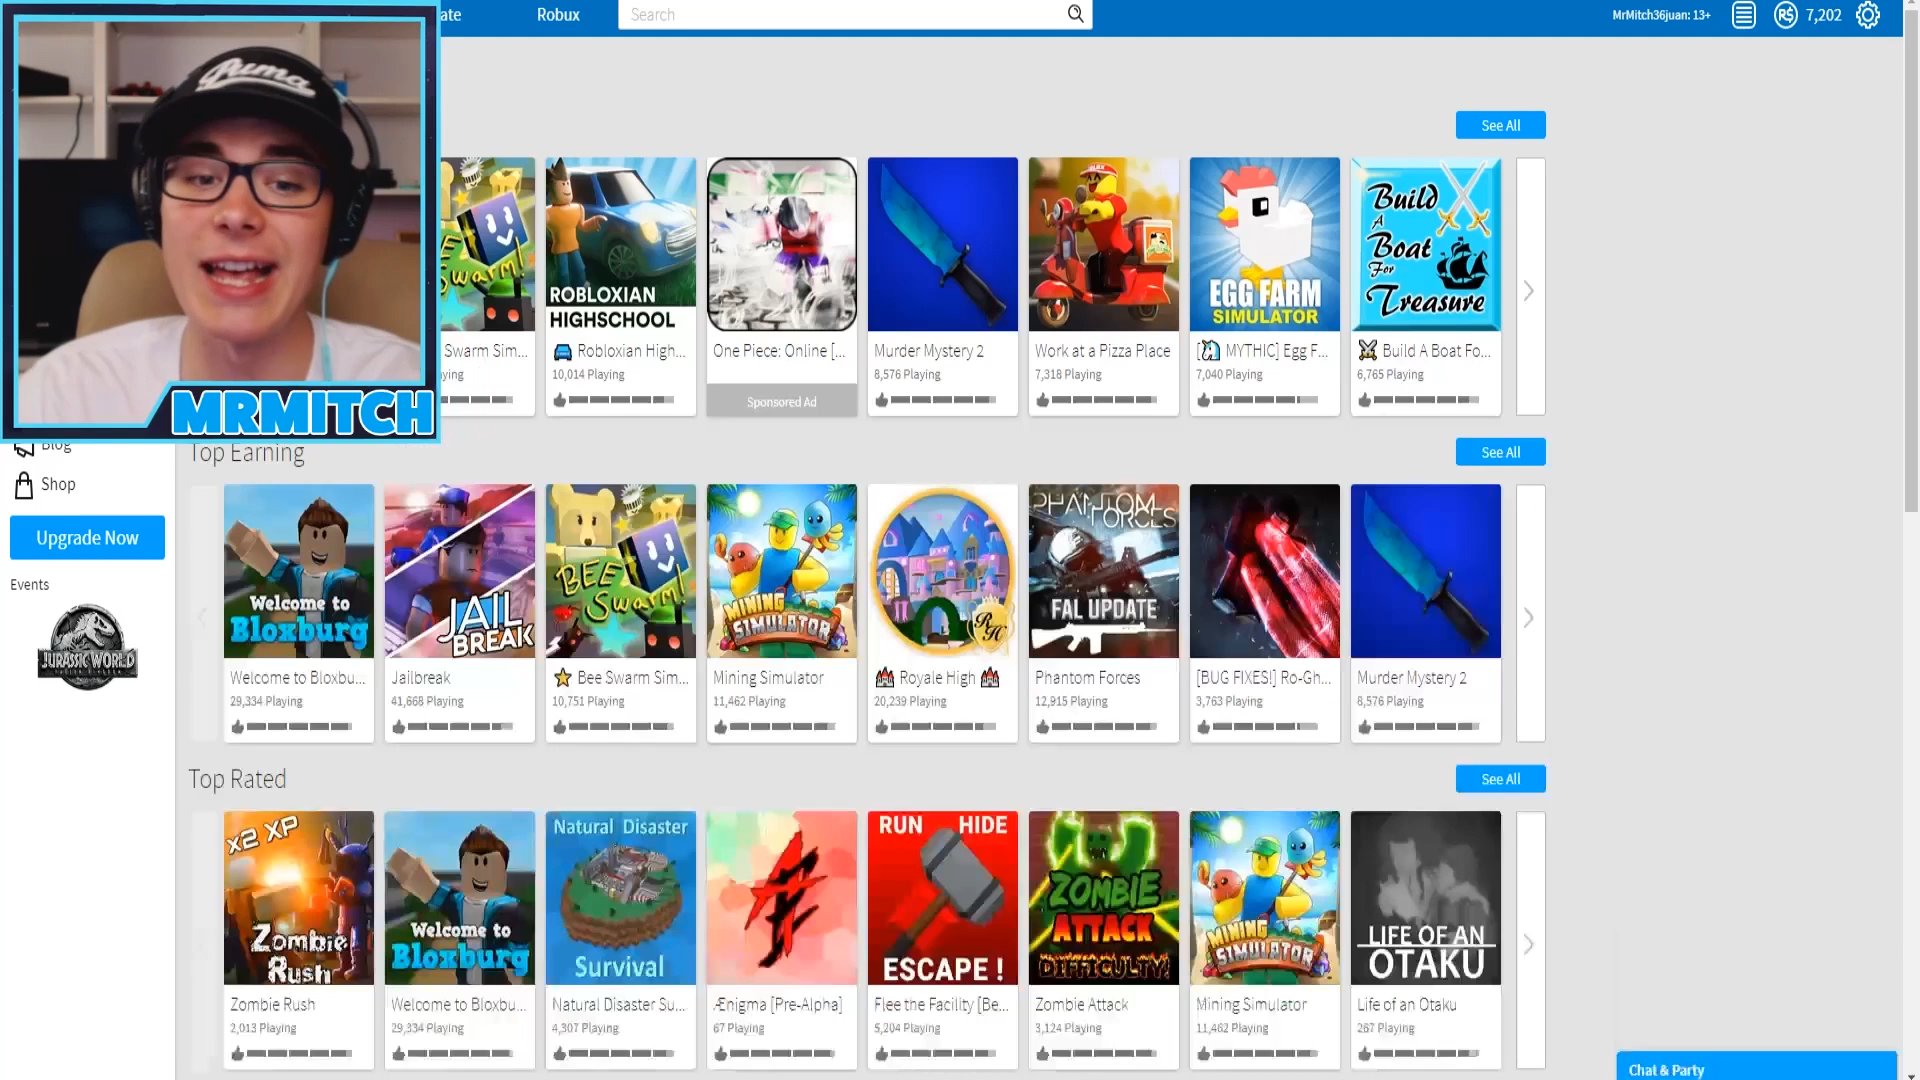 ate
Robux
Search
MrMitch36juan: 13+
7,202
Puma
MRMITCH
See All
Swarm!
ROBLOXIAN
HIGHSCHOOL
EGG FARM
SIMULATOR
Build
A
Boat
For
Treasure
Swarm Sim...
Robloxian High...
One Piece: Online [...
Murder Mystery 2
Work at a Pizza Place
[ MYTHIC] Egg F...
Build A Boat Fo...
ying
10,014 Playing
8,576 Playing
7,318 Playing
7,040 Playing
6,765 Playing
Sponsored Ad
Blog
Shop
Upgrade Now
Events
JURASSIC WORLD
Top Earning
See All
Welcome to
Bloxburg
JAIL
BREAK
BEE
Swarm!
MINING
SIMULATOR
RH
PHANTOM
FORCES
FAL UPDATE
Welcome to Bloxbu...
Jailbreak
Bee Swarm Sim...
Mining Simulator
Royale High
Phantom Forces
[BUG FIXES!] Ro-Gh...
Murder Mystery 2
29,334 Playing
41,668 Playing
10,751 Playing
11,462 Playing
20,239 Playing
12,915 Playing
3,763 Playing
8,576 Playing
Top Rated
See All
x2 XP
Zombie
Rush
Welcome to
Bloxburg
Natural Disaster
Survival
RUN HIDE
ESCAPE !
ZOMBIE
ATTACK
DIFFICULTY!
MINING
SIMULATOR
LIFE OF AN
OTAKU
Zombie Rush
Welcome to Bloxbu...
Natural Disaster Su...
Ænigma [Pre-Alpha]
Flee the Facility [Be...
Zombie Attack
Mining Simulator
Life of an Otaku
2,013 Playing
29,334 Playing
4,307 Playing
67 Playing
5,204 Playing
3,124 Playing
11,462 Playing
267 Playing
Chat & Party